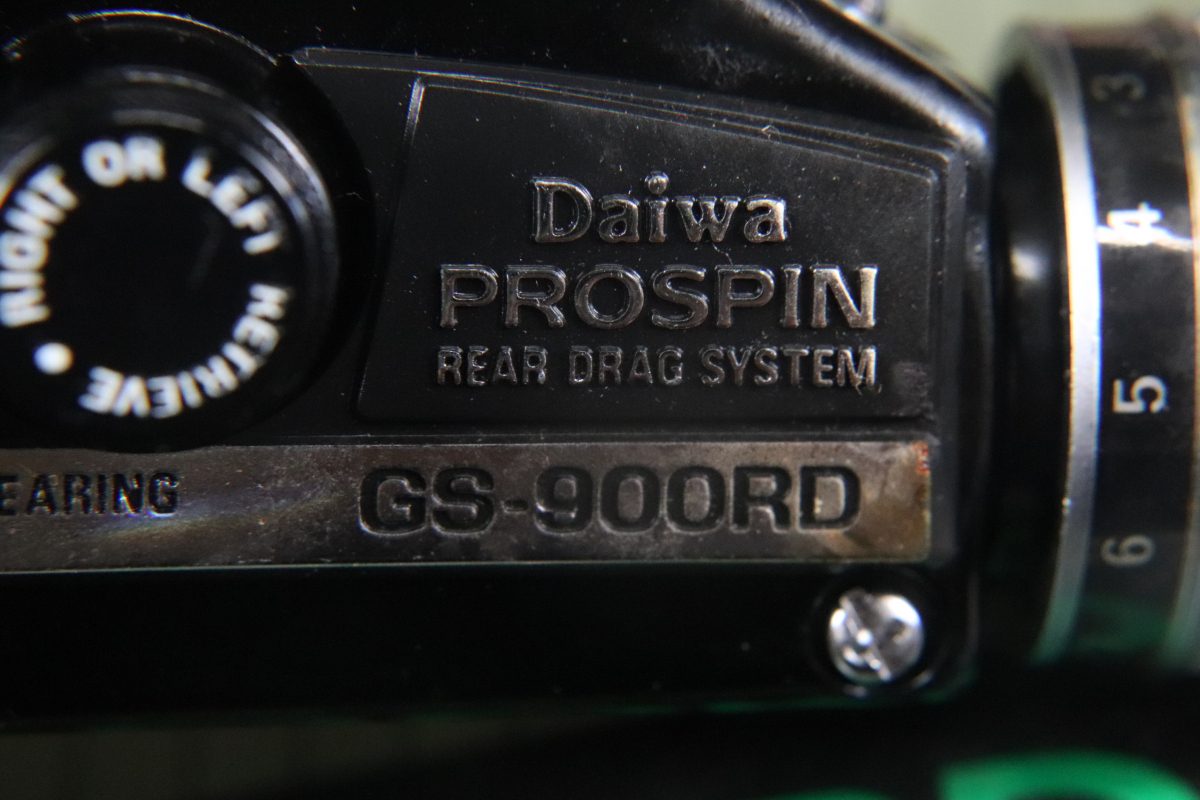 RIGHT OR LEFT RETRIEVE •
Daiwa
PROSPIN
REAR DRAG SYSTEM
EARING GS-900RD
3
4
5
6